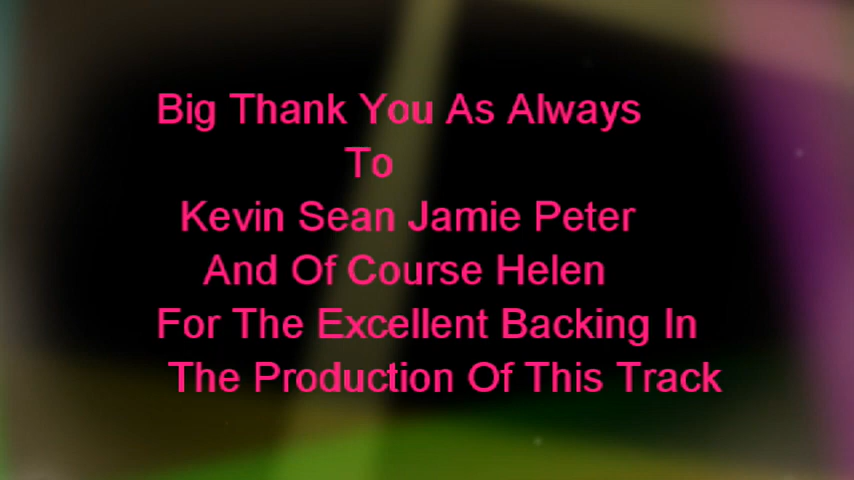 Big Thank You As Always
To
Kevin Sean Jamie Peter
And Of Course Helen
For The Excellent Backing In
The Production Of This Track